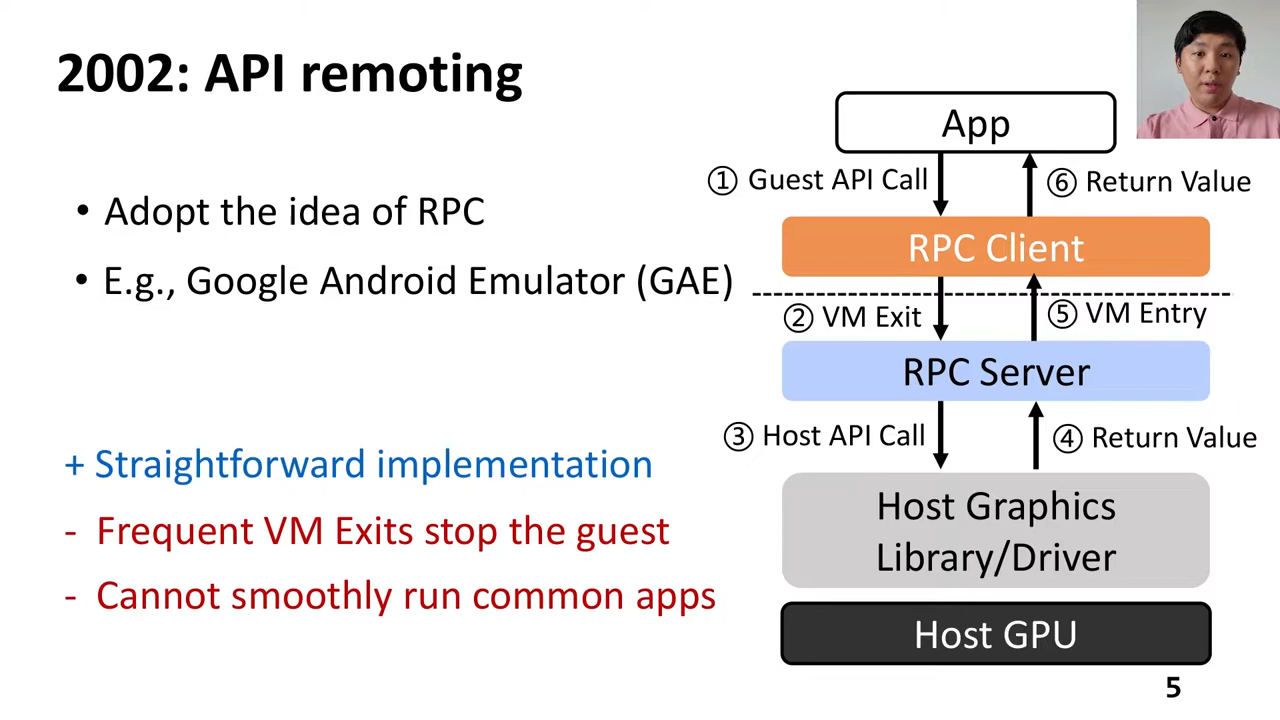 2002: API remoting
• Adopt the idea of RPC
• E.g., Google Android Emulator (GAE)
+ Straightforward implementation
- Frequent VM Exits stop the guest
- Cannot smoothly run common apps
App
① Guest API Call
⑥ Return Value
RPC Client
② VM Exit
⑤ VM Entry
RPC Server
③ Host API Call
④ Return Value
Host Graphics
Library/Driver
Host GPU
5